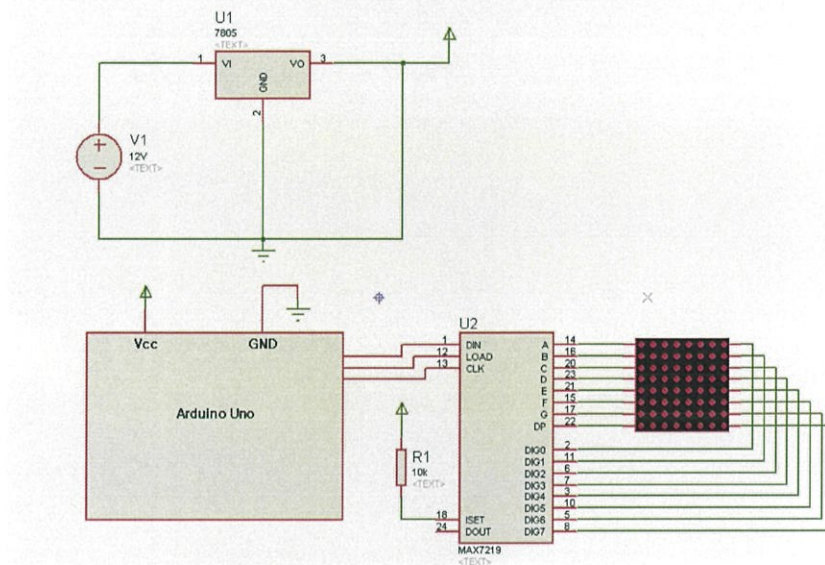 U1
7805
<TEXT>
1 VI VO 3
GND
2
V1
12V
<TEXT>
Vcc GND
Arduino Uno
U2
1 DIN A 14
12 LOAD B 16
13 CLK C 20
D 23
E 21
F 15
G 17
DP 22
R1
10k
<TEXT>
DIG0 2
DIG1 11
DIG2 6
DIG3 7
DIG4 3
DIG5 10
18 ISET DIG6 5
24 DOUT DIG7 8
MAX7219
<TEXT>